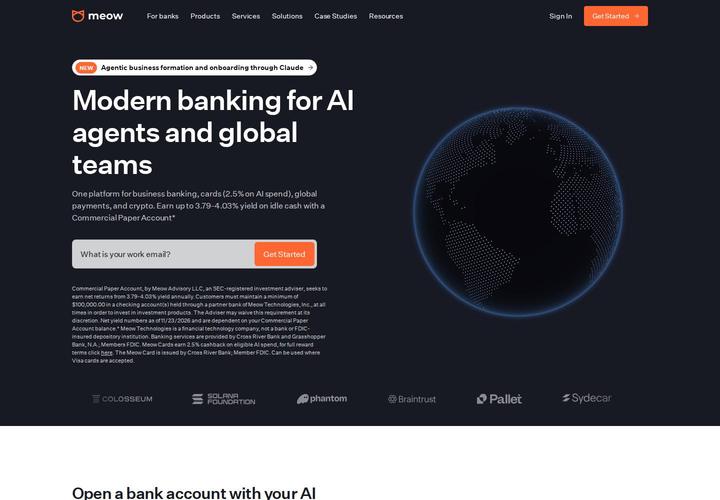 meow
For banks
Products
Services
Solutions
Case Studies
Resources
Sign In
Get Started →
NEW Agentic business formation and onboarding through Claude →
Modern banking for AI
agents and global
teams
One platform for business banking, cards (2.5% on AI spend), global
payments, and crypto. Earn up to 3.79-4.03% yield on idle cash with a
Commercial Paper Account*
What is your work email?
Get Started
Commercial Paper Account, by Meow Advisory LLC, an SEC-registered investment adviser, seeks to
earn net returns from 3.79-4.03% yield annually. Customers must maintain a minimum of
$100,000.00 in a checking account(s) held through a partner bank of Meow Technologies, Inc., at all
times in order to invest in investment products. The Adviser may waive this requirement at its
discretion. Net yield numbers as of 11/23/2026 and are dependent on your Commercial Paper
Account balance.* Meow Technologies is a financial technology company, not a bank or FDIC-
insured depository institution. Banking services are provided by Cross River Bank and Grasshopper
Bank, N.A., Members FDIC. Meow Cards earn 2.5% cashback on eligible AI spend, for full reward
terms click here. The Meow Card is issued by Cross River Bank; Member FDIC. Can be used where
Visa cards are accepted.
COLOSSEUM
SOLANA
FOUNDATION
phantom
Braintrust
Pallet
Sydecar
Open a bank account with your AI